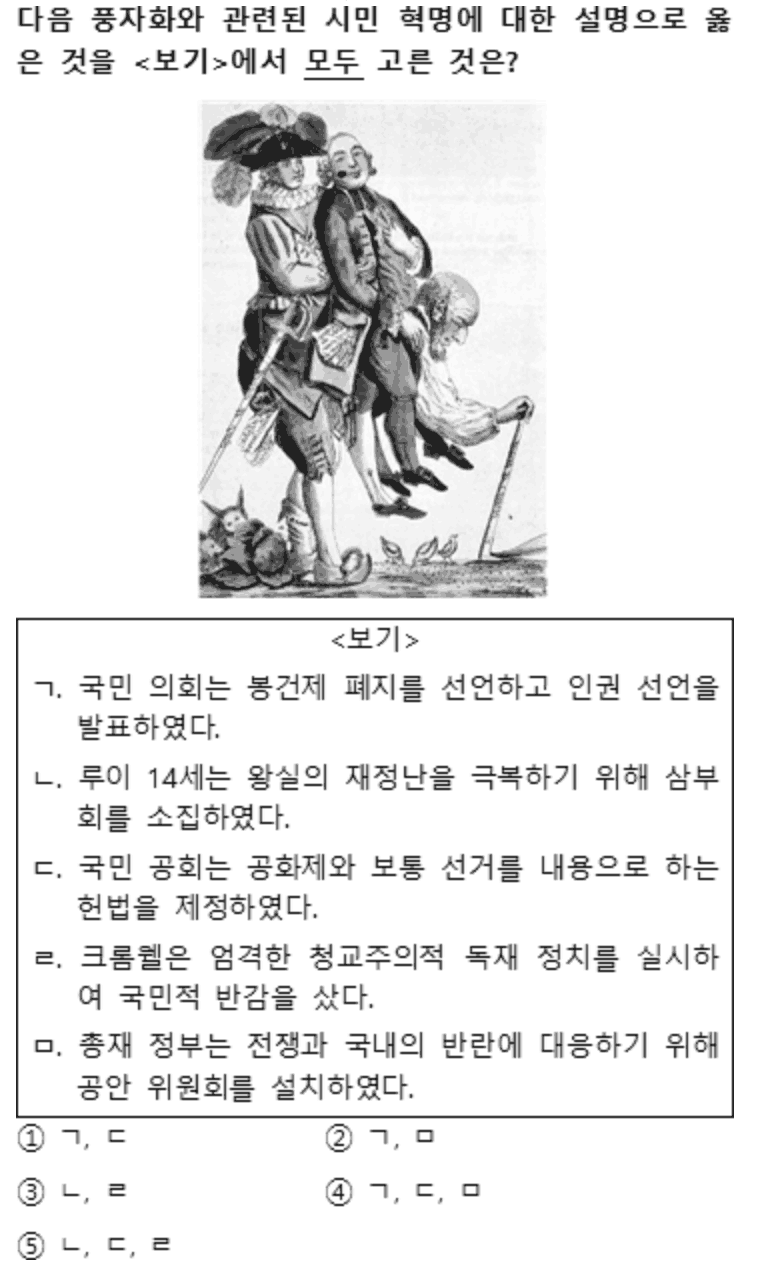 다음 풍자화와 관련된 시민 혁명에 대한 설명으로 옳
은 것을 <보기>에서 모두 고른 것은?
<보기>
ㄱ. 국민 의회는 봉건제 폐지를 선언하고 인권 선언을
발표하였다.
ㄴ. 루이 14세는 왕실의 재정난을 극복하기 위해 삼부
회를 소집하였다.
ㄷ. 국민 공회는 공화제와 보통 선거를 내용으로 하는
헌법을 제정하였다.
ㄹ. 크롬웰은 엄격한 청교주의적 독재 정치를 실시하
여 국민적 반감을 샀다.
ㅁ. 총재 정부는 전쟁과 국내의 반란에 대응하기 위해
공안 위원회를 설치하였다.
① ㄱ, ㄷ ② ㄱ, ㅁ
③ ㄴ, ㄹ ④ ㄱ, ㄷ, ㅁ
⑤ ㄴ, ㄷ, ㄹ